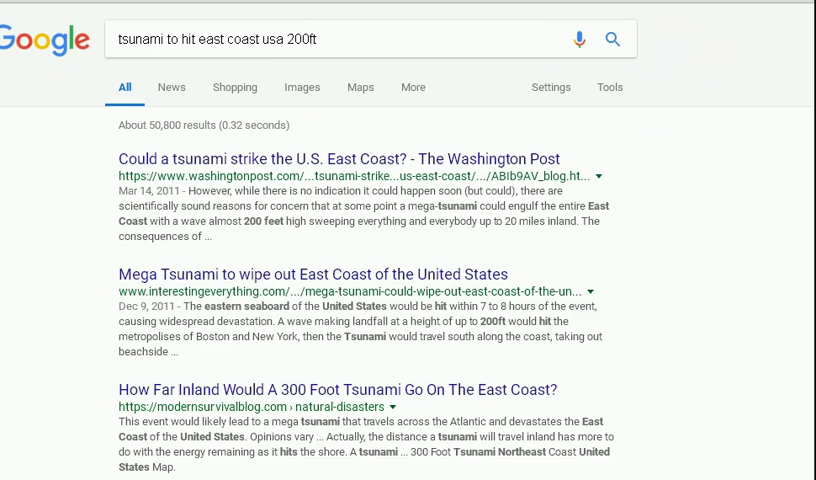 Google
tsunami to hit east coast usa 200ft
All News Shopping Images Maps More Settings Tools
About 50,800 results (0.32 seconds)
Could a tsunami strike the U.S. East Coast? - The Washington Post
https://www.washingtonpost.com/...tsunami-strike...us-east-coast/.../ABIb9AV_blog.ht...
Mar 14, 2011 - However, while there is no indication it could happen soon (but could), there are
scientifically sound reasons for concern that at some point a mega-tsunami could engulf the entire East
Coast with a wave almost 200 feet high sweeping everything and everybody up to 20 miles inland. The
consequences of ...
Mega Tsunami to wipe out East Coast of the United States
www.interestingeverything.com/.../mega-tsunami-could-wipe-out-east-coast-of-the-un...
Dec 9, 2011 - The eastern seaboard of the United States would be hit within 7 to 8 hours of the event,
causing widespread devastation. A wave making landfall at a height of up to 200ft would hit the
metropolises of Boston and New York, then the Tsunami would travel south along the coast, taking out
beachside ...
How Far Inland Would A 300 Foot Tsunami Go On The East Coast?
https://modernsurvivalblog.com › natural-disasters
This event would likely lead to a mega tsunami that travels across the Atlantic and devastates the East
Coast of the United States. Opinions vary ... Actually, the distance a tsunami will travel inland has more to
do with the energy remaining as it hits the shore. A tsunami ... 300 Foot Tsunami Northeast Coast United
States Map.